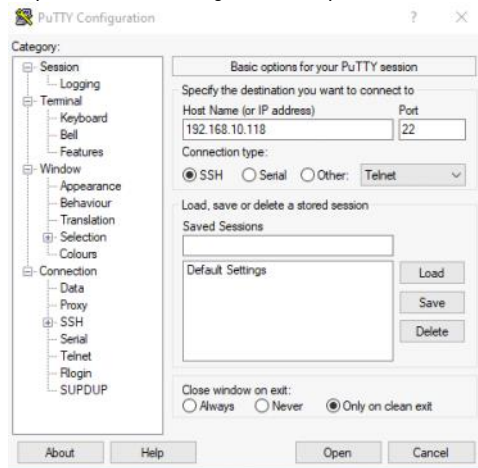 PuTTY Configuration ? ×
Category:
Session
Logging
Terminal
Keyboard
Bell
Features
Window
Appearance
Behaviour
Translation
Selection
Colours
Connection
Data
Proxy
SSH
Serial
Telnet
Rlogin
SUPDUP
Basic options for your PuTTY session
Specify the destination you want to connect to
Host Name (or IP address) Port
192.168.10.118 22
Connection type:
SSH Serial Other: Telnet
Load, save or delete a stored session
Saved Sessions
Default Settings
Load
Save
Delete
Close window on exit:
Always Never Only on clean exit
About Help Open Cancel